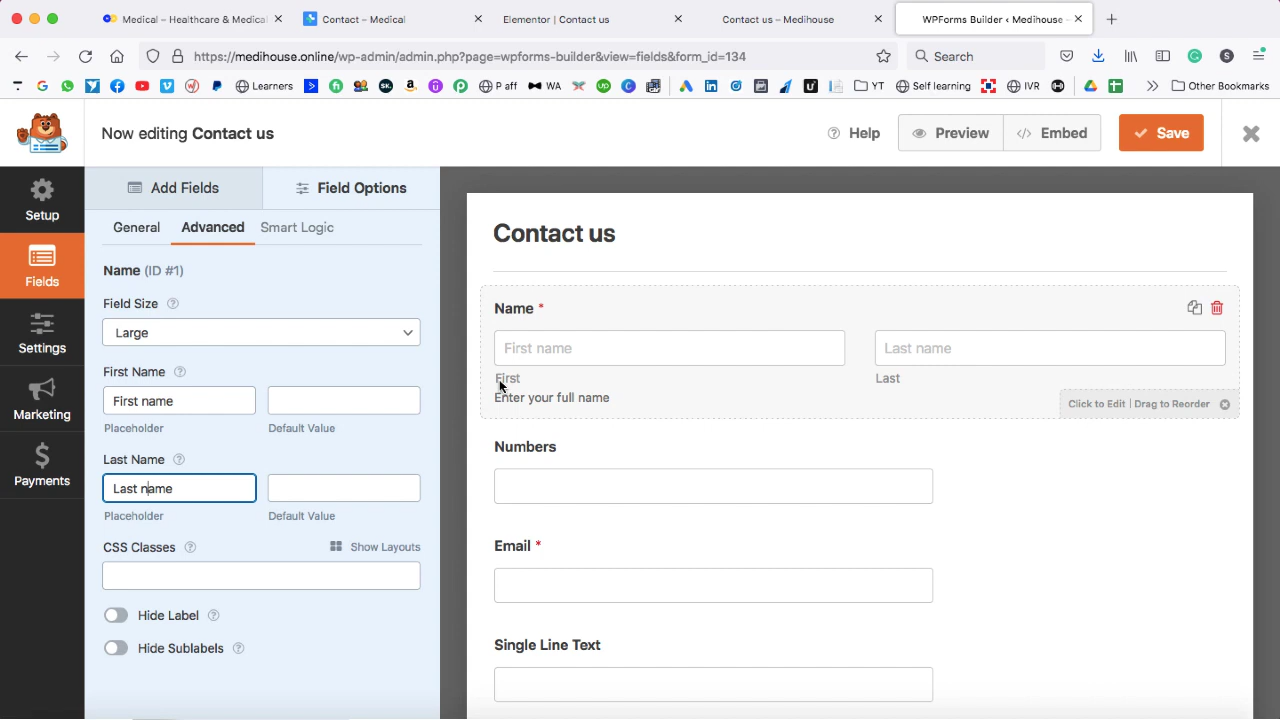 Medical – Healthcare & Medical
Contact – Medical
Elementor | Contact us
Contact us – Medihouse
WPForms Builder ‹ Medihouse –
https://medihouse.online/wp-admin/admin.php?page=wpforms-builder&view=fields&form_id=134
Search
Learners
P aff
WA
YT
Self learning
IVR
Other Bookmarks
Now editing Contact us
Help
Preview
</> Embed
Save
Setup
Fields
Settings
Marketing
Payments
Add Fields
Field Options
General
Advanced
Smart Logic
Name (ID #1)
Field Size
Large
First Name
First name
Placeholder
Default Value
Last Name
Last name
Placeholder
Default Value
CSS Classes
Show Layouts
Hide Label
Hide Sublabels
Contact us
Name *
First name
Last name
First
Last
Enter your full name
Click to Edit | Drag to Reorder
Numbers
Email *
Single Line Text